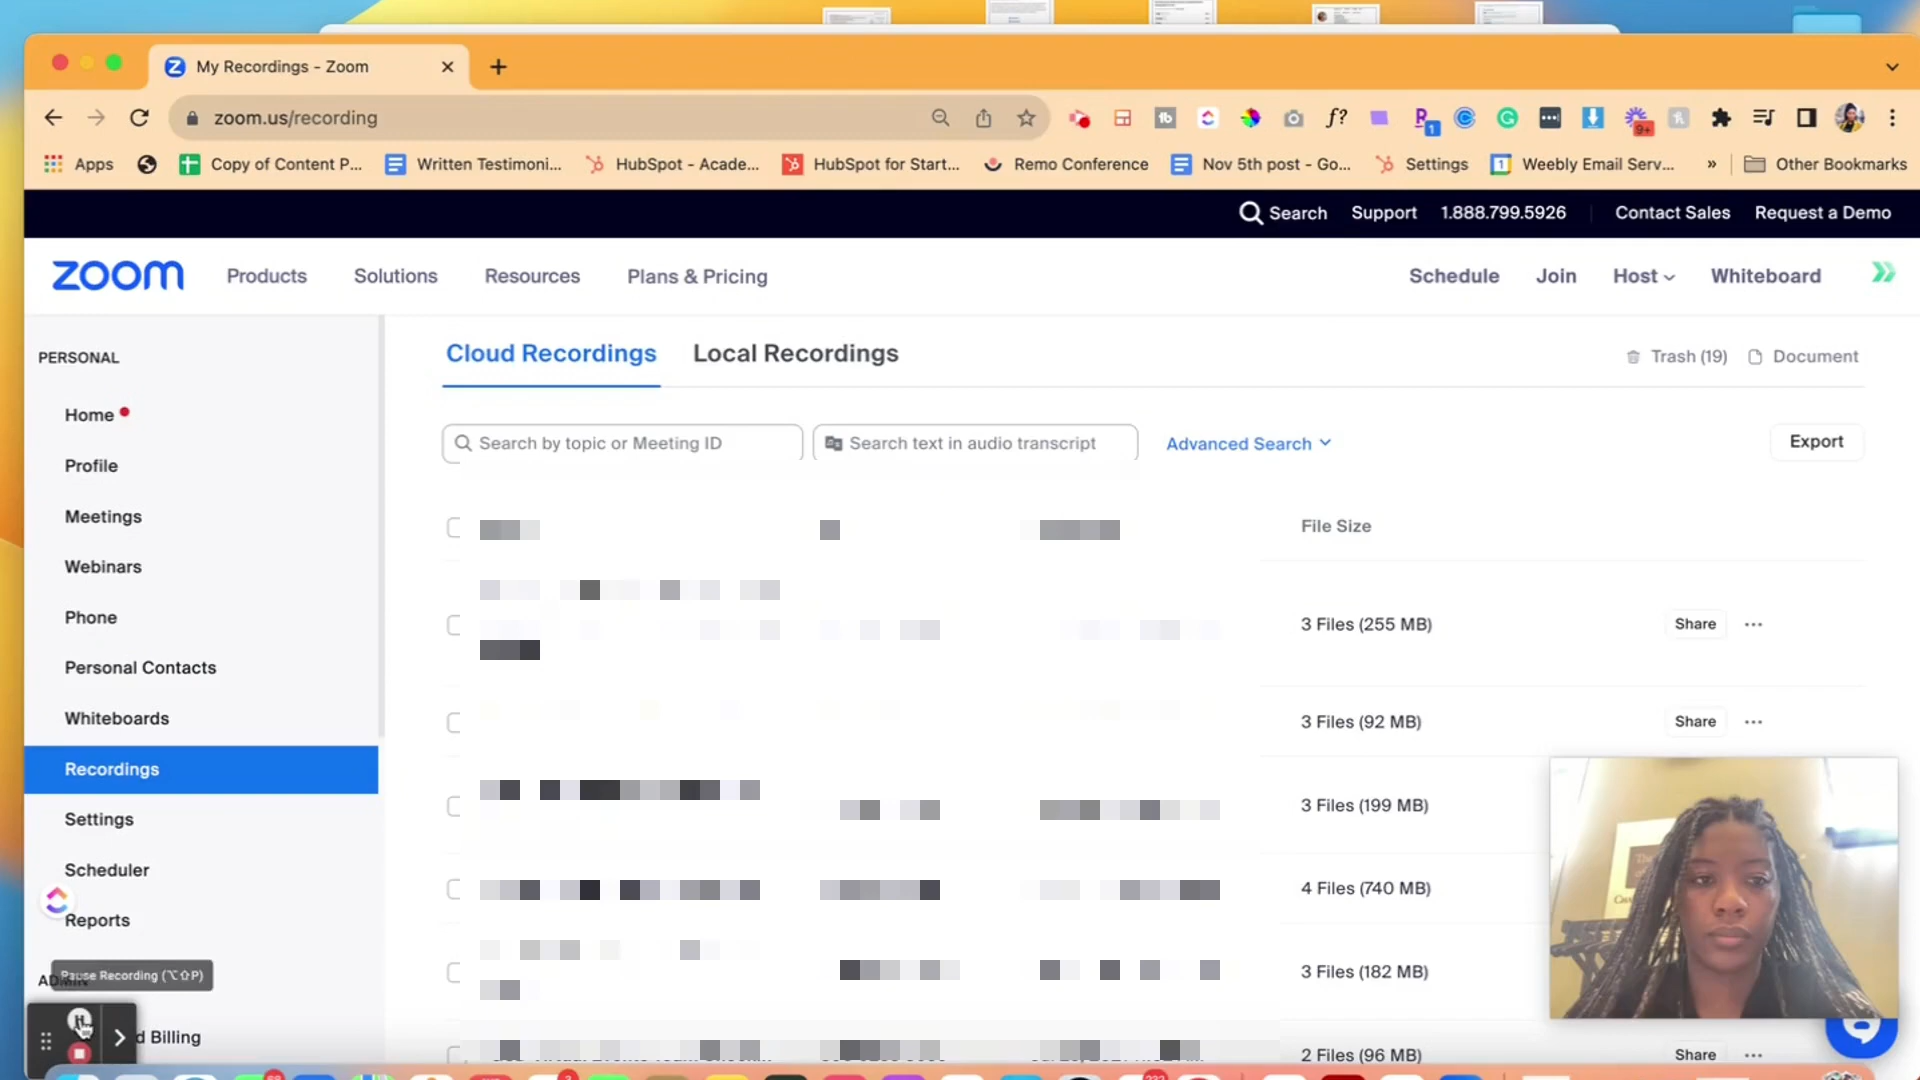 My Recordings - Zoom
zoom.us/recording
Apps
Copy of Content P...
Written Testimoni...
HubSpot - Acade...
HubSpot for Start...
Remo Conference
Nov 5th post - Go...
Settings
Weebly Email Serv...
»
Other Bookmarks
Search
Support
1.888.799.5926
Contact Sales
Request a Demo
zoom
Products
Solutions
Resources
Plans & Pricing
Schedule
Join
Host
Whiteboard
PERSONAL
Home
Profile
Meetings
Webinars
Phone
Personal Contacts
Whiteboards
Recordings
Settings
Scheduler
Reports
Pause Recording (⌥⇧P)
d Billing
Cloud Recordings
Local Recordings
Trash (19)
Document
Search by topic or Meeting ID
Search text in audio transcript
Advanced Search
Export
File Size
3 Files (255 MB)
Share
3 Files (92 MB)
Share
3 Files (199 MB)
4 Files (740 MB)
3 Files (182 MB)
2 Files (96 MB)
Share